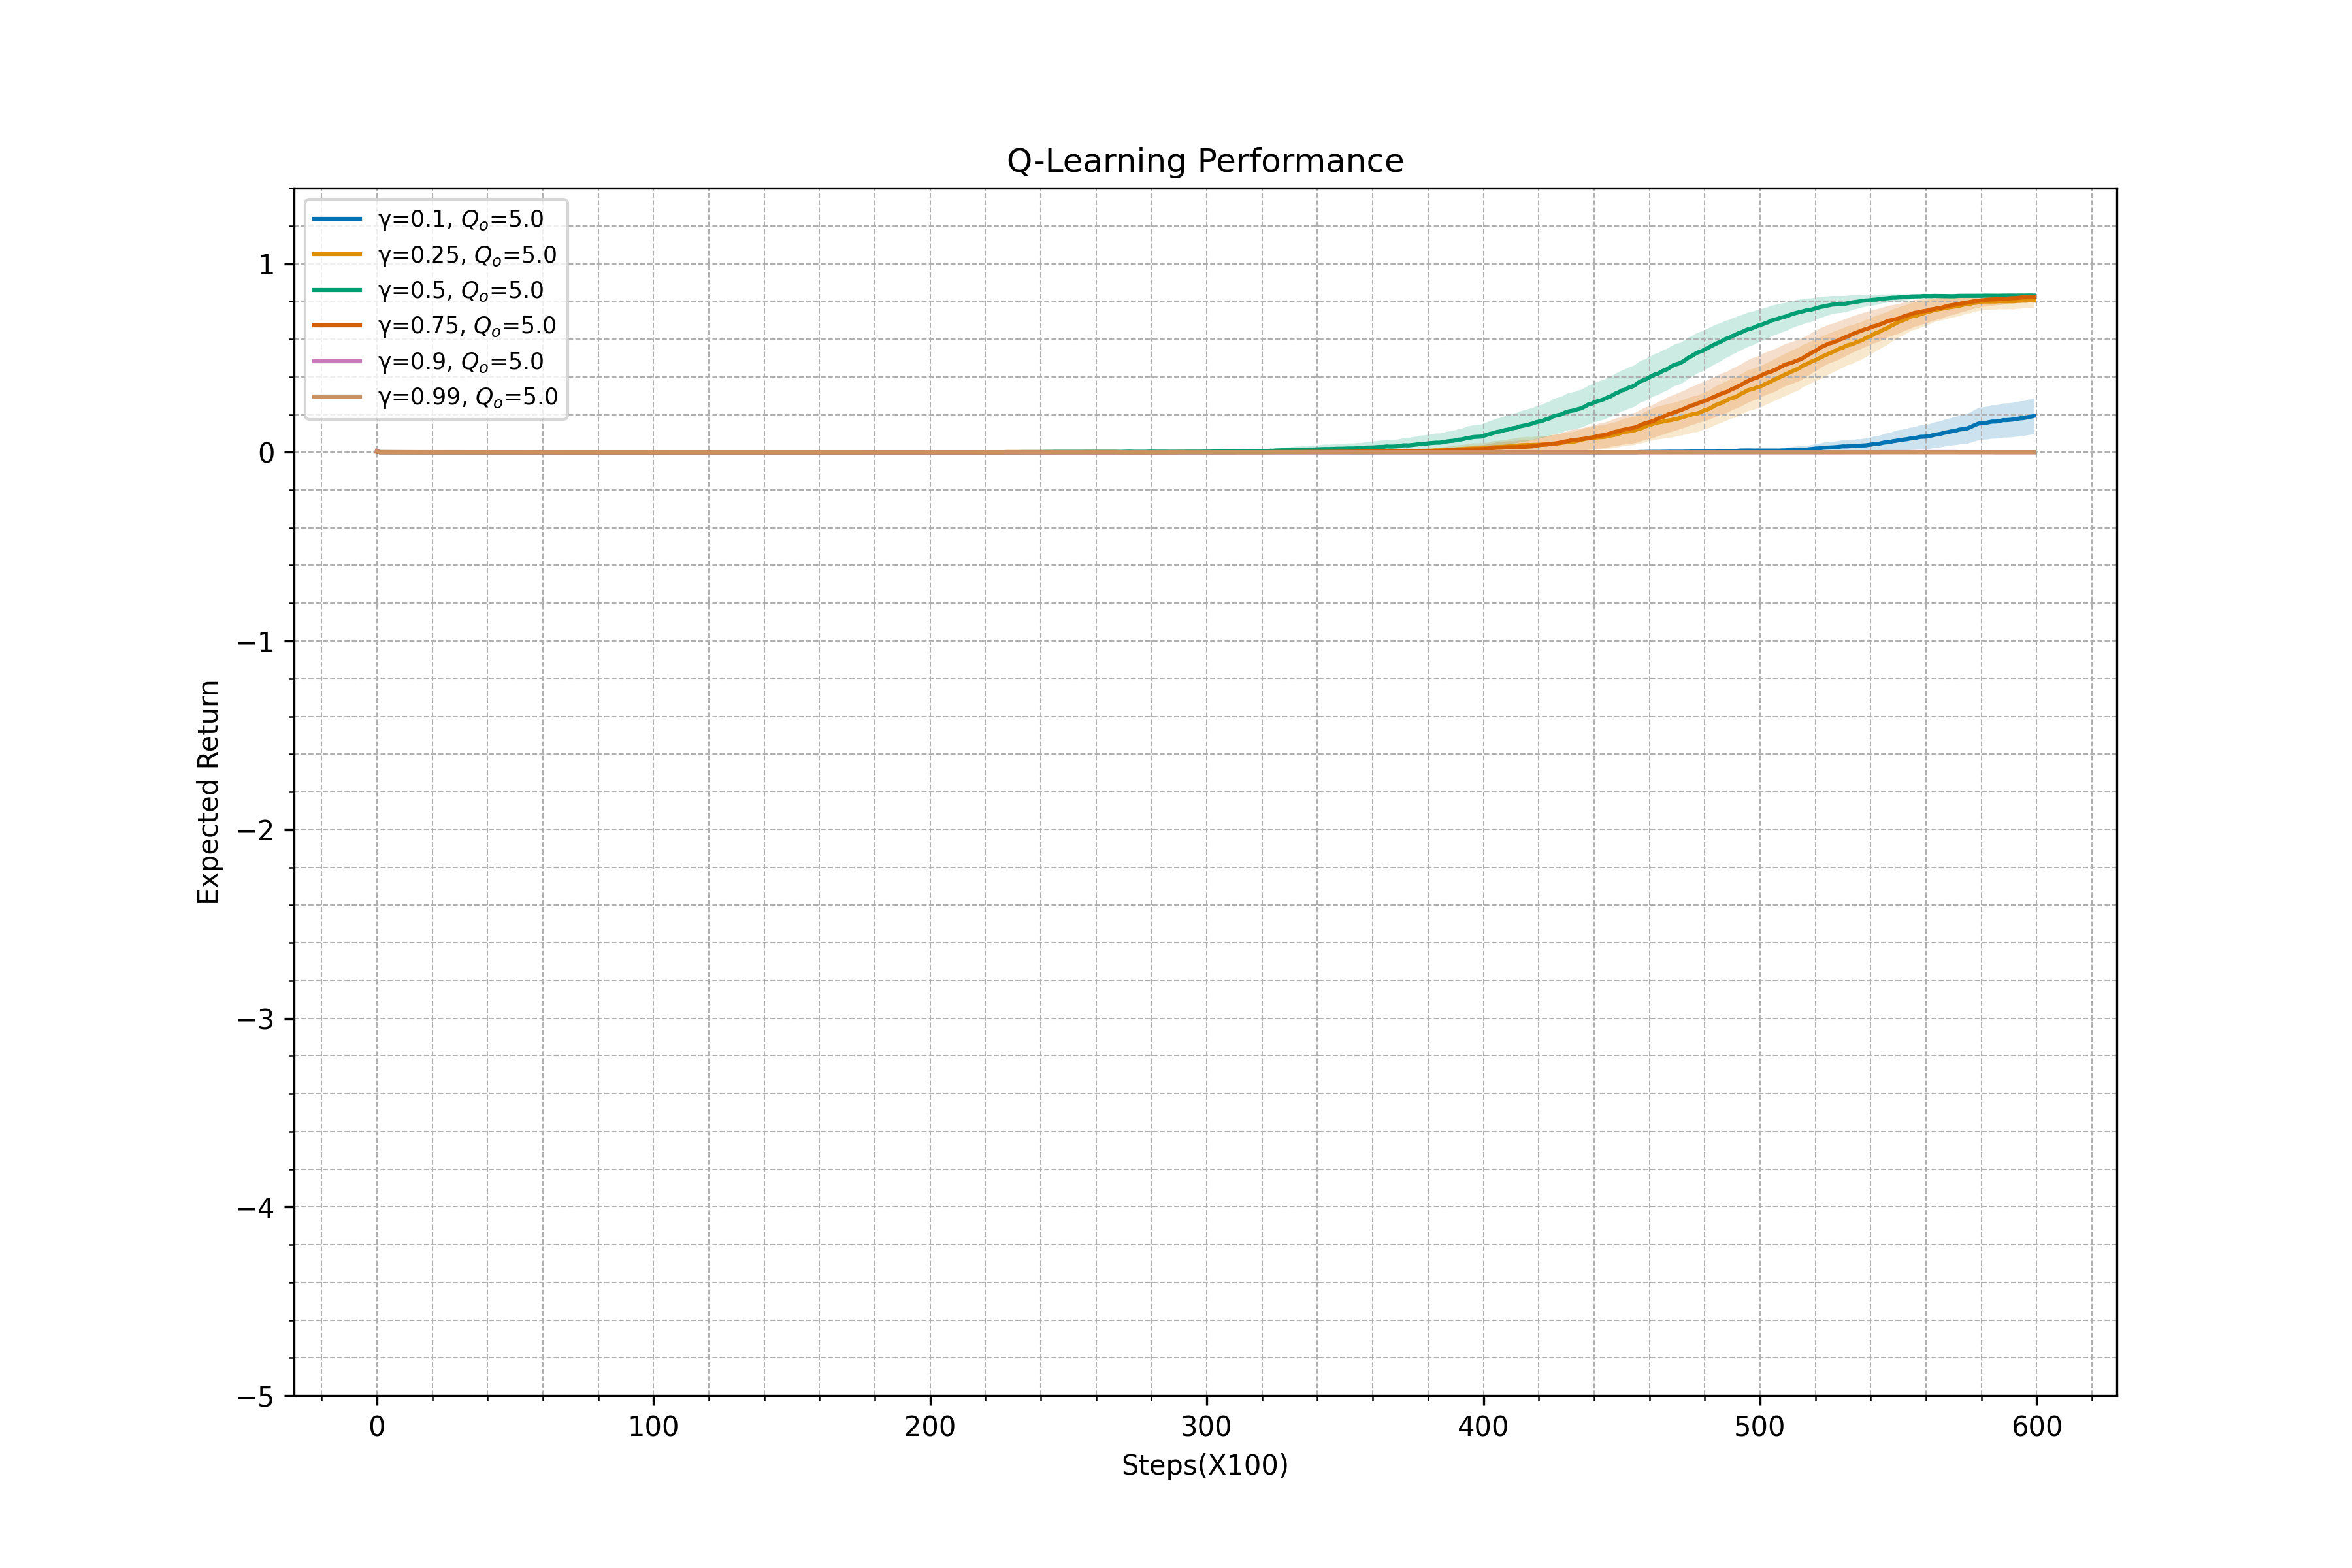 Q-Learning Performance
γ=0.1, Qₒ=5.0
γ=0.25, Qₒ=5.0
γ=0.5, Qₒ=5.0
γ=0.75, Qₒ=5.0
γ=0.9, Qₒ=5.0
γ=0.99, Qₒ=5.0
1
0
−1
−2
−3
−4
−5
Expected Return
0 100 200 300 400 500 600
Steps(X100)